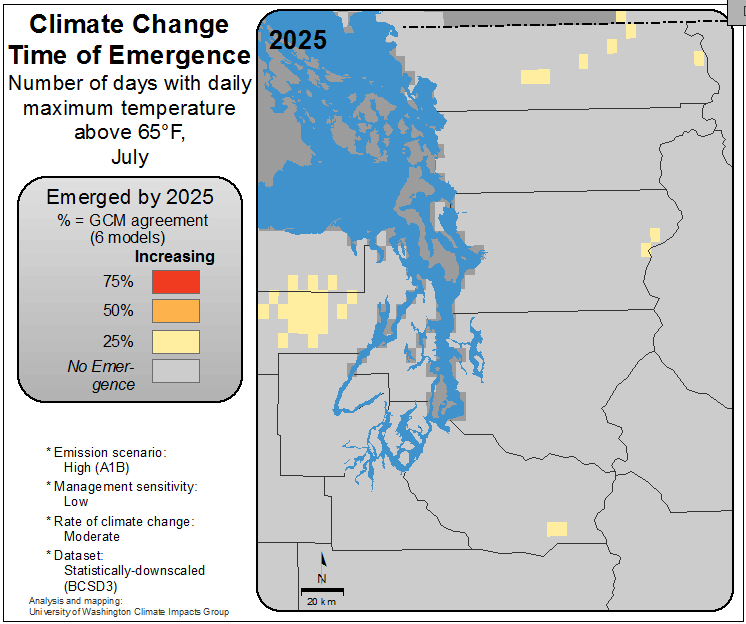 Climate Change
Time of Emergence
Number of days with daily
maximum temperature
above 65°F,
July
Emerged by 2025
% = GCM agreement
(6 models)
Increasing
75%
50%
25%
No Emer-
gence
* Emission scenario:
High (A1B)
* Management sensitivity:
Low
* Rate of climate change:
Moderate
* Dataset:
Statistically-downscaled
(BCSD3)
Analysis and mapping:
University of Washington Climate Impacts Group
2025
N
20 km